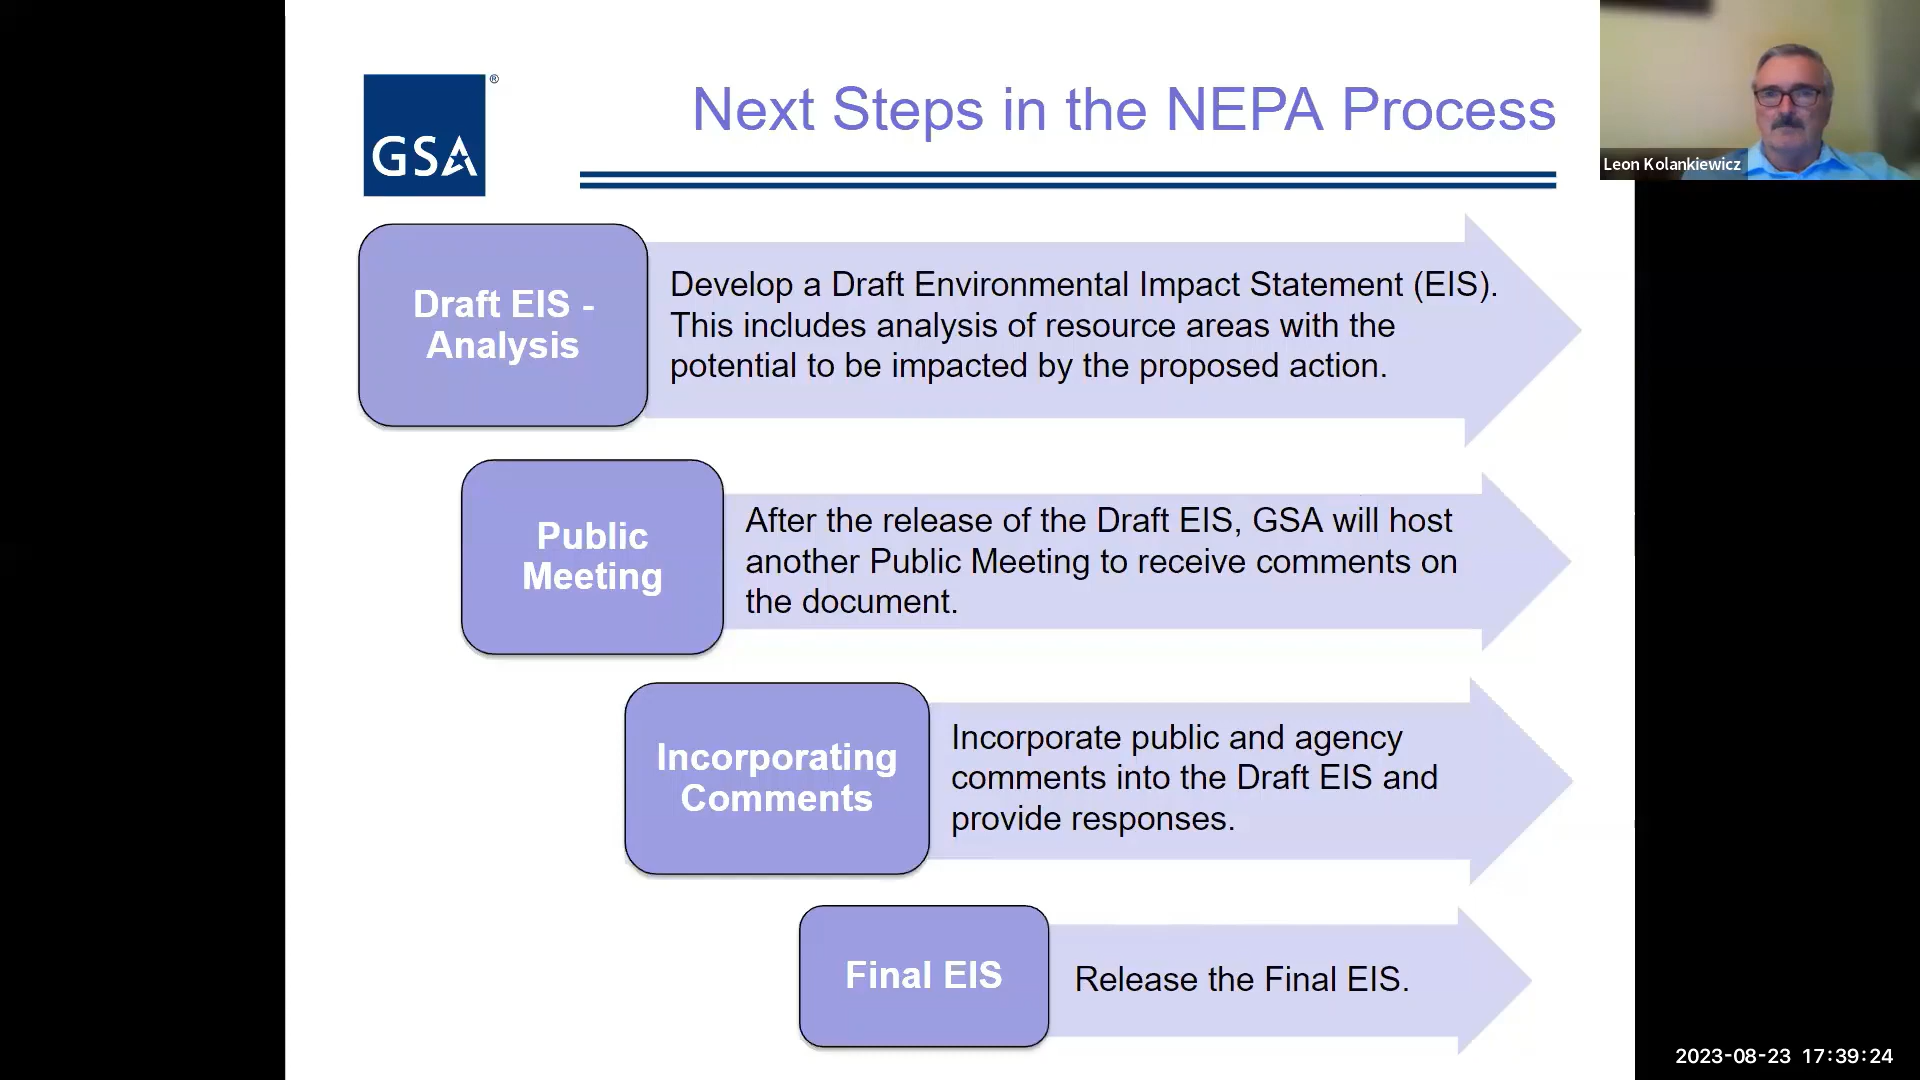 GSA®
Next Steps in the NEPA Process
Leon Kolankiewicz
Draft EIS -
Analysis
Develop a Draft Environmental Impact Statement (EIS).
This includes analysis of resource areas with the
potential to be impacted by the proposed action.
Public
Meeting
After the release of the Draft EIS, GSA will host
another Public Meeting to receive comments on
the document.
Incorporating
Comments
Incorporate public and agency
comments into the Draft EIS and
provide responses.
Final EIS
Release the Final EIS.
2023-08-23 17:39:24